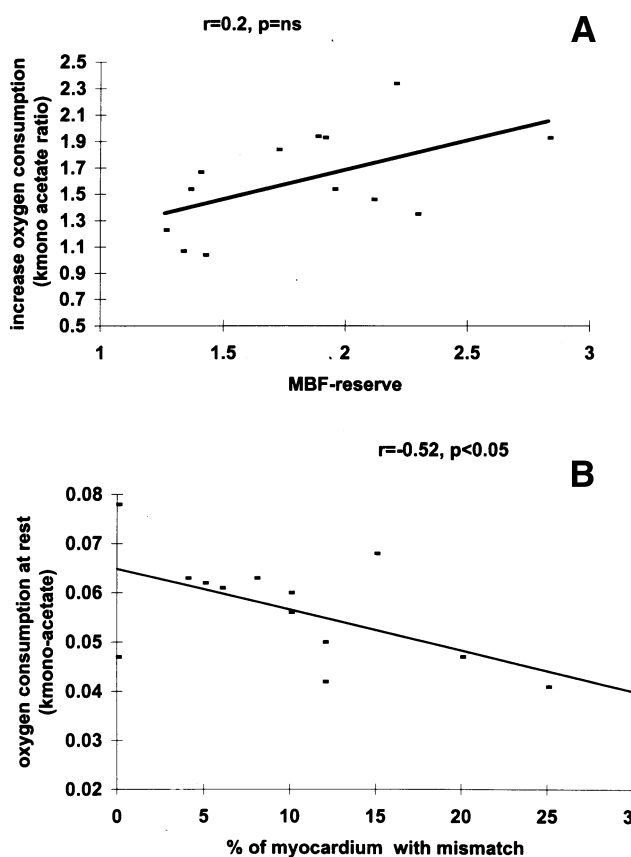 r=0.2, p=ns
A
increase oxygen consumption
(kmono acetate ratio)
2.5
2.3
2.1
1.9
1.7
1.5
1.3
1.1
0.9
0.7
0.5
1
1.5
2
2.5
3
MBF-reserve
r=-0.52, p<0.05
B
oxygen consumption at rest
(kmono-acetate)
0.08
0.07
0.06
0.05
0.04
0.03
0.02
0
5
10
15
20
25
% of myocardium with mismatch